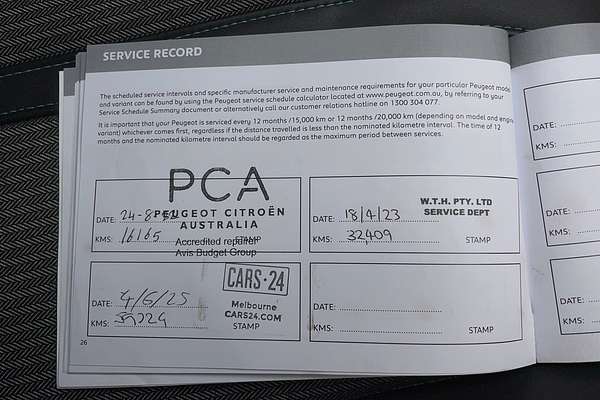 SERVICE RECORD
The scheduled service intervals and specific manufacturer service and maintenance requirements for your particular Peugeot model
and variant can be found by using the Peugeot service schedule calculator located at www.peugeot.com.au, by referring to your
Service Schedule Summary document or alternatively call our customer relations hotline on 1300 304 077.
It is important that your Peugeot is serviced every 12 months /15,000 km or 12 months /20,000 km (depending on model and engine
variant) whichever comes first, regardless if the distance travelled is less than the nominated kilometre interval. The time of 12
months and the nominated kilometre interval should be regarded as the maximum period between services.
PCA
DATE: 24-8-
PEUGEOT CITROËN
AUSTRALIA
KMS: 16165
STAMP
Accredited repairer
Avis Budget Group
DATE: 18/4/23
W.T.H. PTY. LTD
SERVICE DEPT
KMS: 32,409
STAMP
CARS·24
DATE: 4/6/25
Melbourne
CARS24.COM
KMS:
STAMP
DATE:
KMS:
STAMP
26
DATE:
KMS:
DATE:
KMS:
DATE:
KMS: